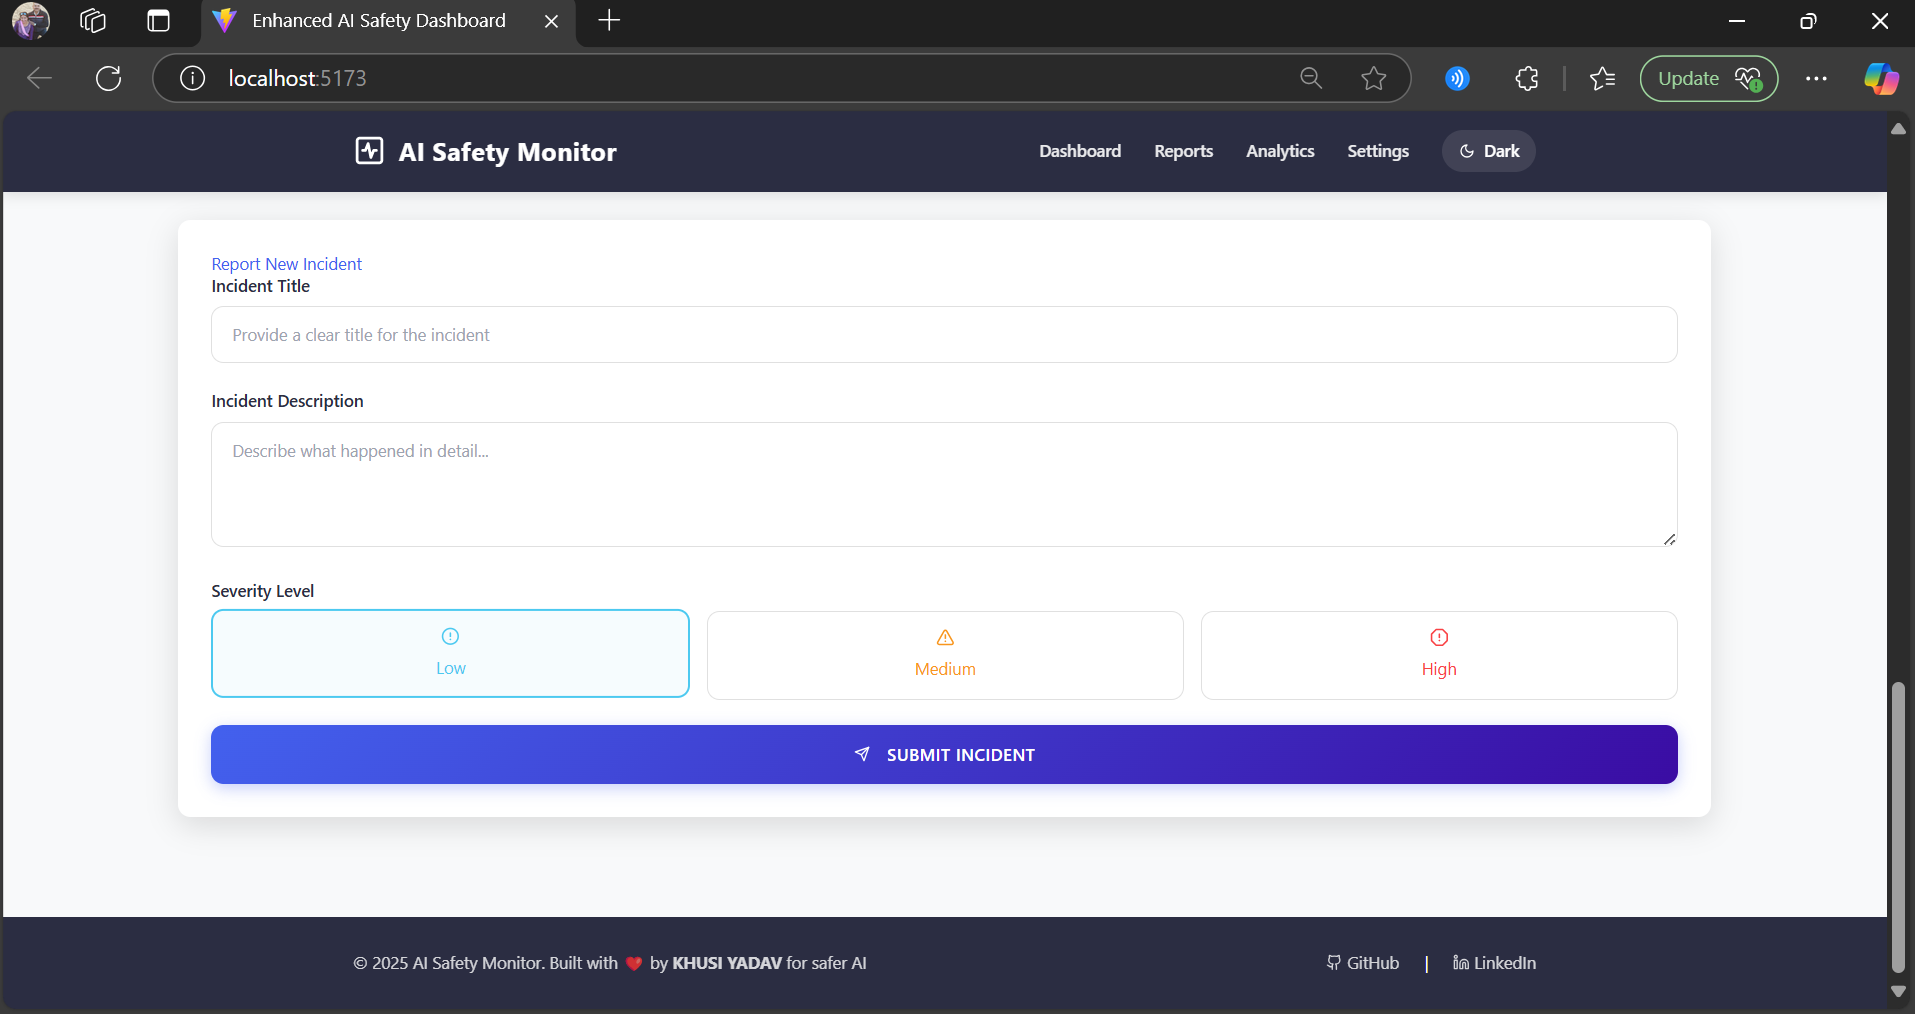 Enhanced AI Safety Dashboard
localhost:5173
Update
AI Safety Monitor
Dashboard
Reports
Analytics
Settings
Dark
Report New Incident
Incident Title
Provide a clear title for the incident
Incident Description
Describe what happened in detail...
Severity Level
Low
Medium
High
SUBMIT INCIDENT
© 2025 AI Safety Monitor. Built with ❤️ by KHUSI YADAV for safer AI
GitHub | LinkedIn